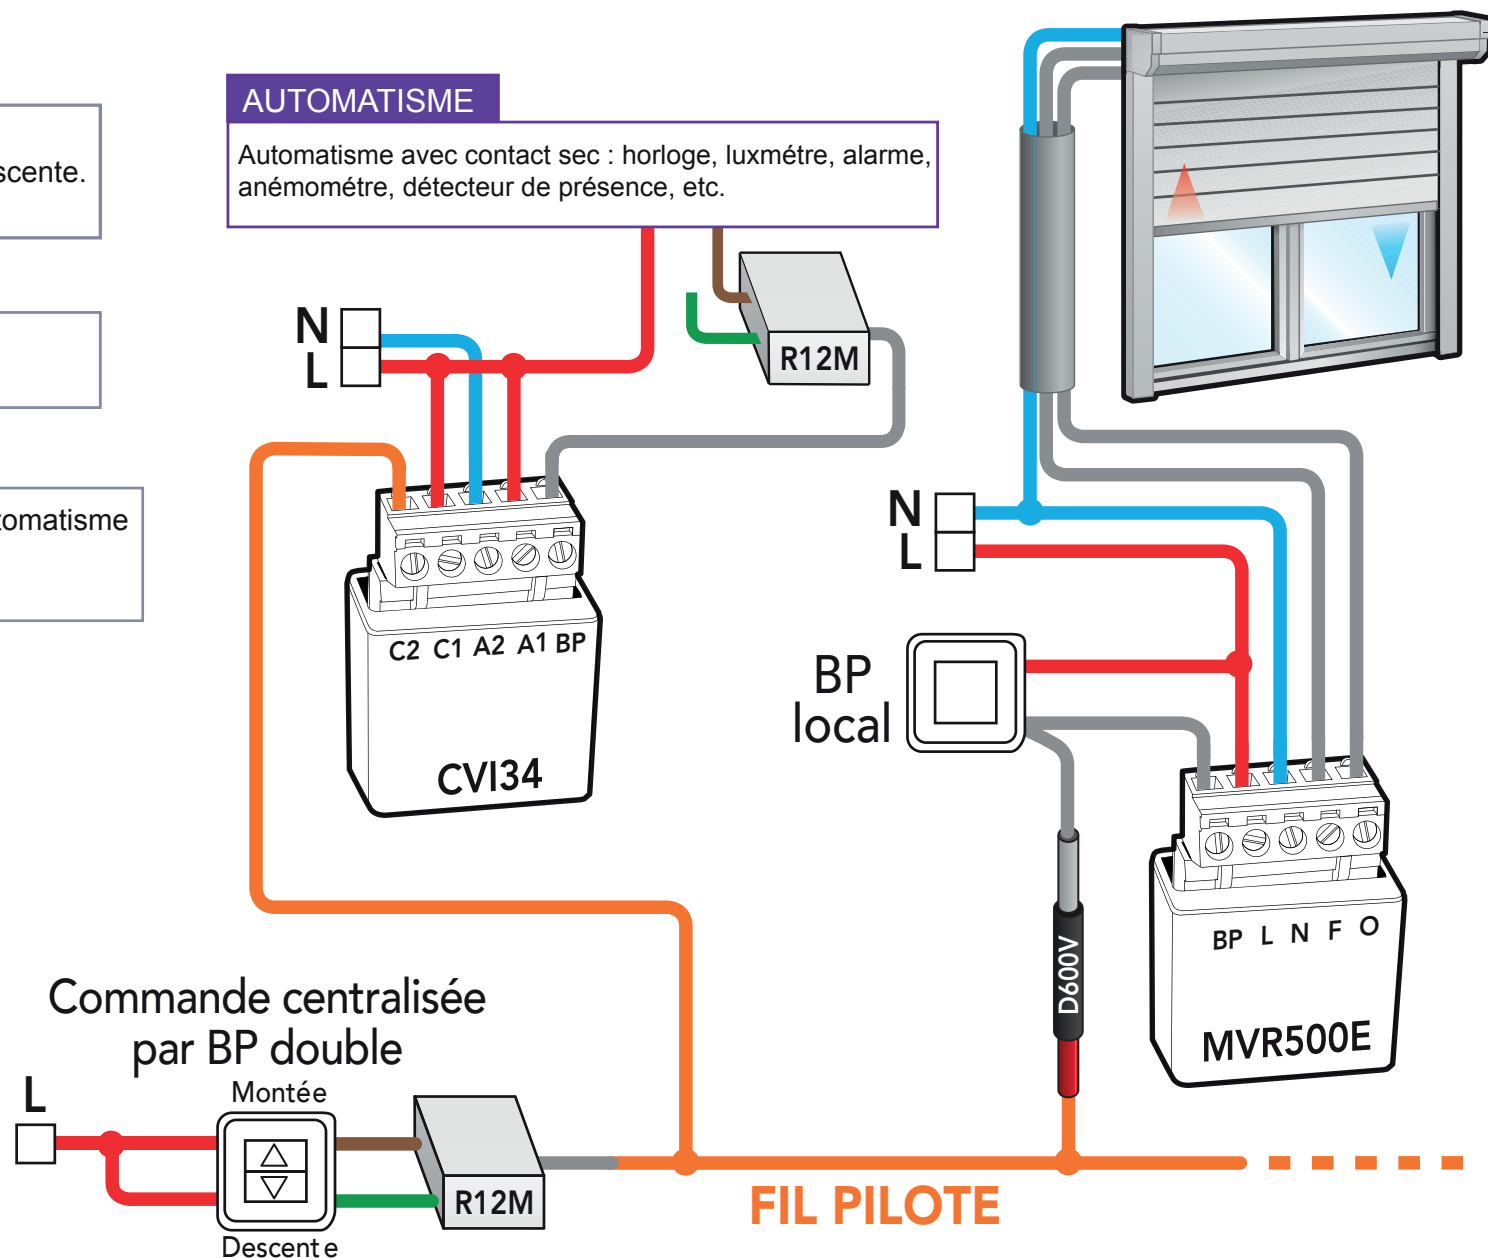 AUTOMATISME
Automatisme avec contact sec : horloge, luxmétre, alarme,
anémométre, détecteur de présence, etc.
scente.
tomatisme
N
L
R12M
C2 C1 A2 A1 BP
CVI34
N
L
BP
local
BP L N F O
MVR500E
D600V
Commande centralisée
par BP double
Montée
L
R12M
Descente
FIL PILOTE